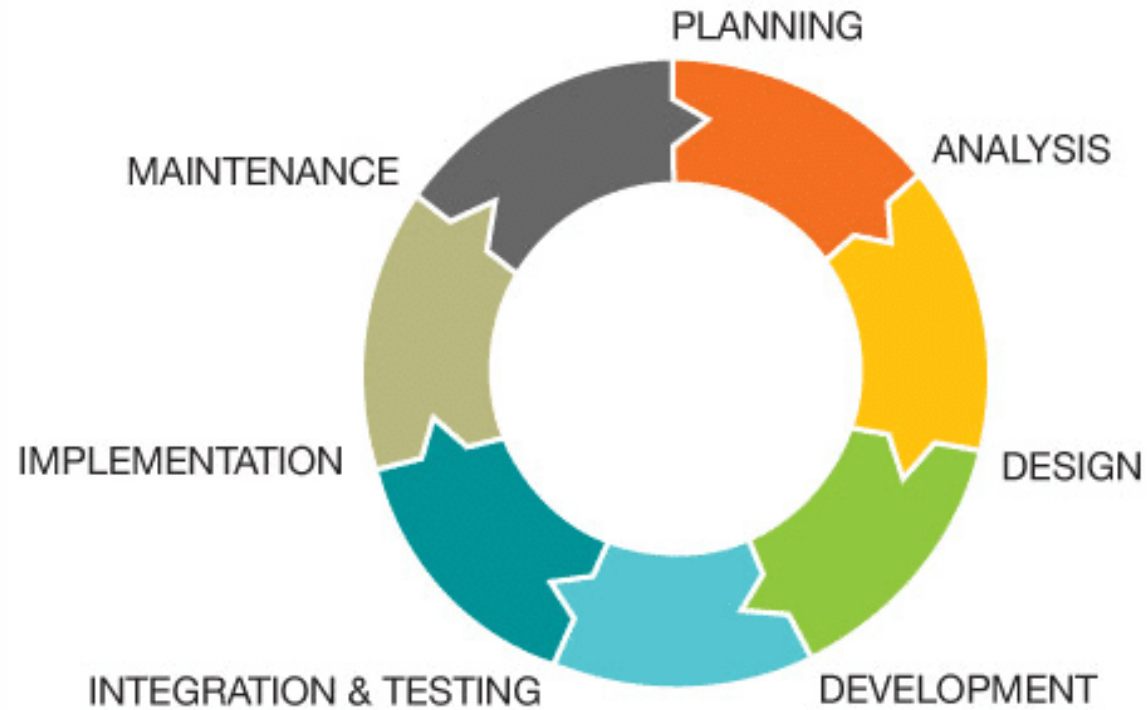 PLANNING
ANALYSIS
DESIGN
DEVELOPMENT
INTEGRATION & TESTING
IMPLEMENTATION
MAINTENANCE